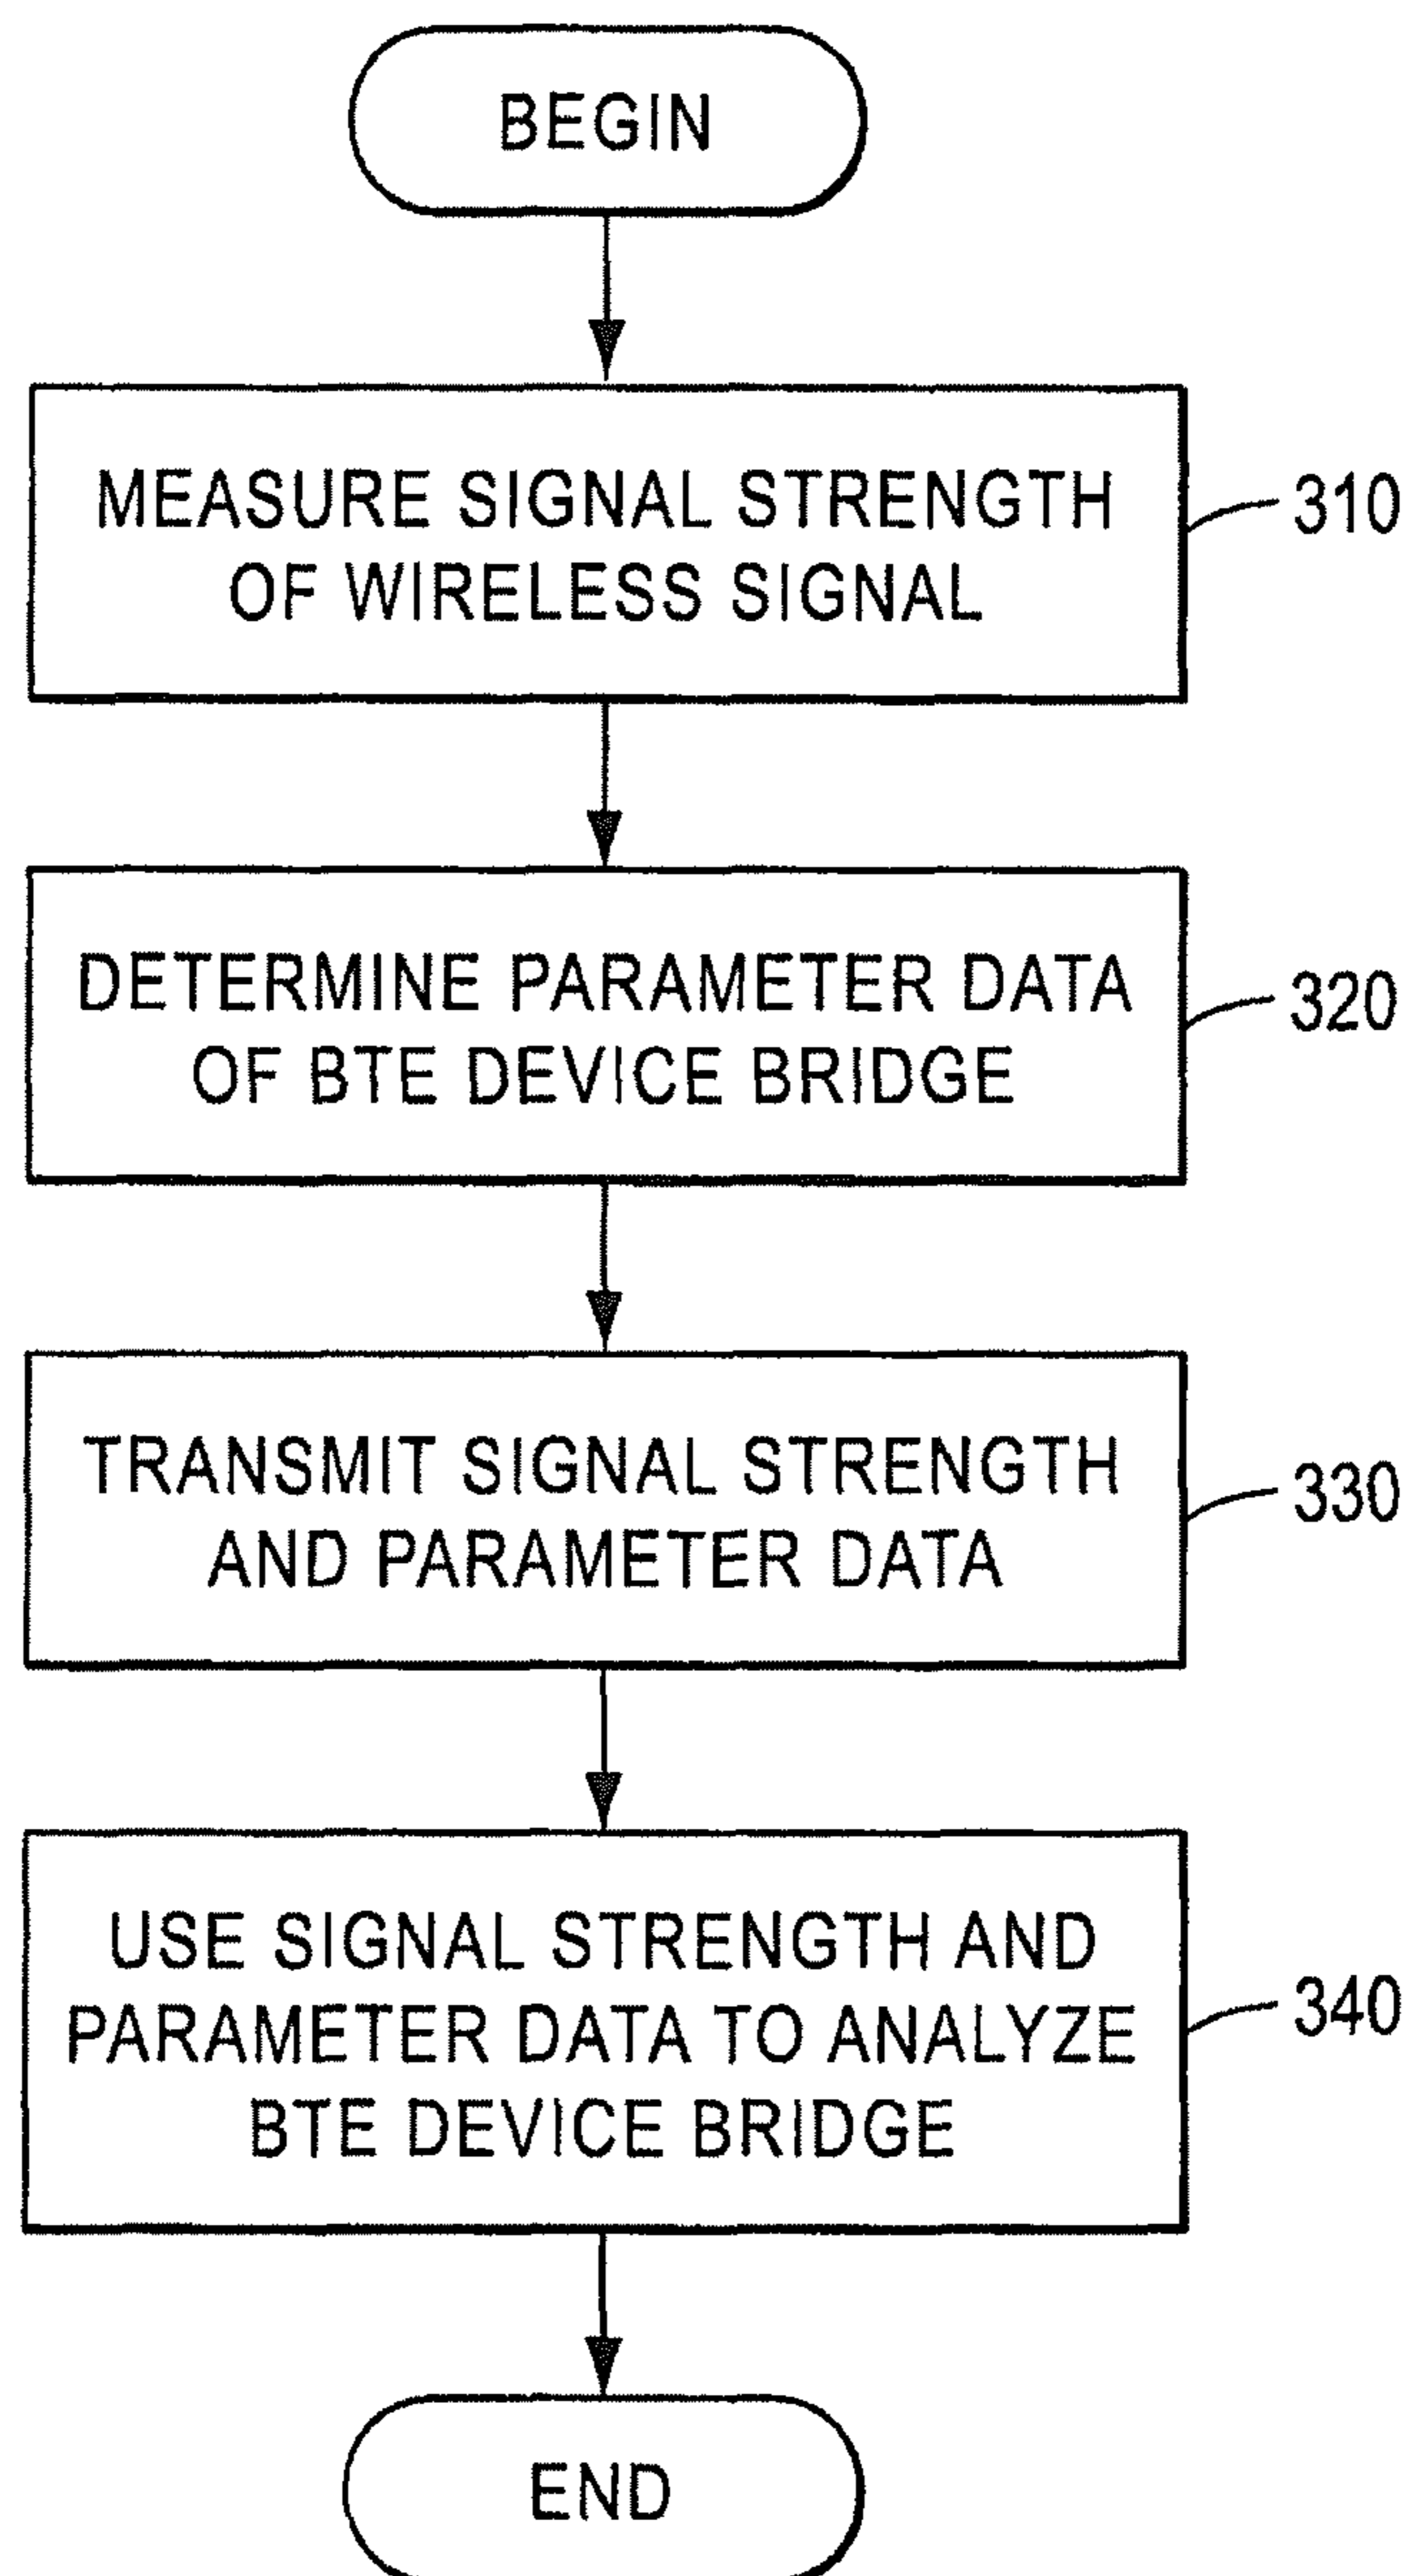 BEGIN
MEASURE SIGNAL STRENGTH
OF WIRELESS SIGNAL
310
DETERMINE PARAMETER DATA
OF BTE DEVICE BRIDGE
320
TRANSMIT SIGNAL STRENGTH
AND PARAMETER DATA
330
USE SIGNAL STRENGTH AND
PARAMETER DATA TO ANALYZE
BTE DEVICE BRIDGE
340
END